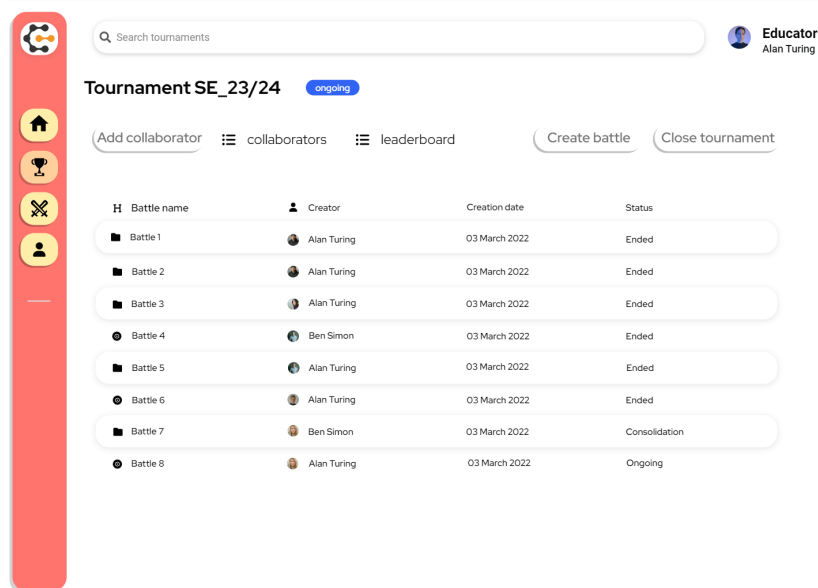 Search tournaments
Educator
Alan Turing
Tournament SE_23/24 ongoing
Add collaborator collaborators leaderboard Create battle Close tournament
H Battle name Creator Creation date Status
Battle 1 Alan Turing 03 March 2022 Ended
Battle 2 Alan Turing 03 March 2022 Ended
Battle 3 Alan Turing 03 March 2022 Ended
Battle 4 Ben Simon 03 March 2022 Ended
Battle 5 Alan Turing 03 March 2022 Ended
Battle 6 Alan Turing 03 March 2022 Ended
Battle 7 Ben Simon 03 March 2022 Consolidation
Battle 8 Alan Turing 03 March 2022 Ongoing